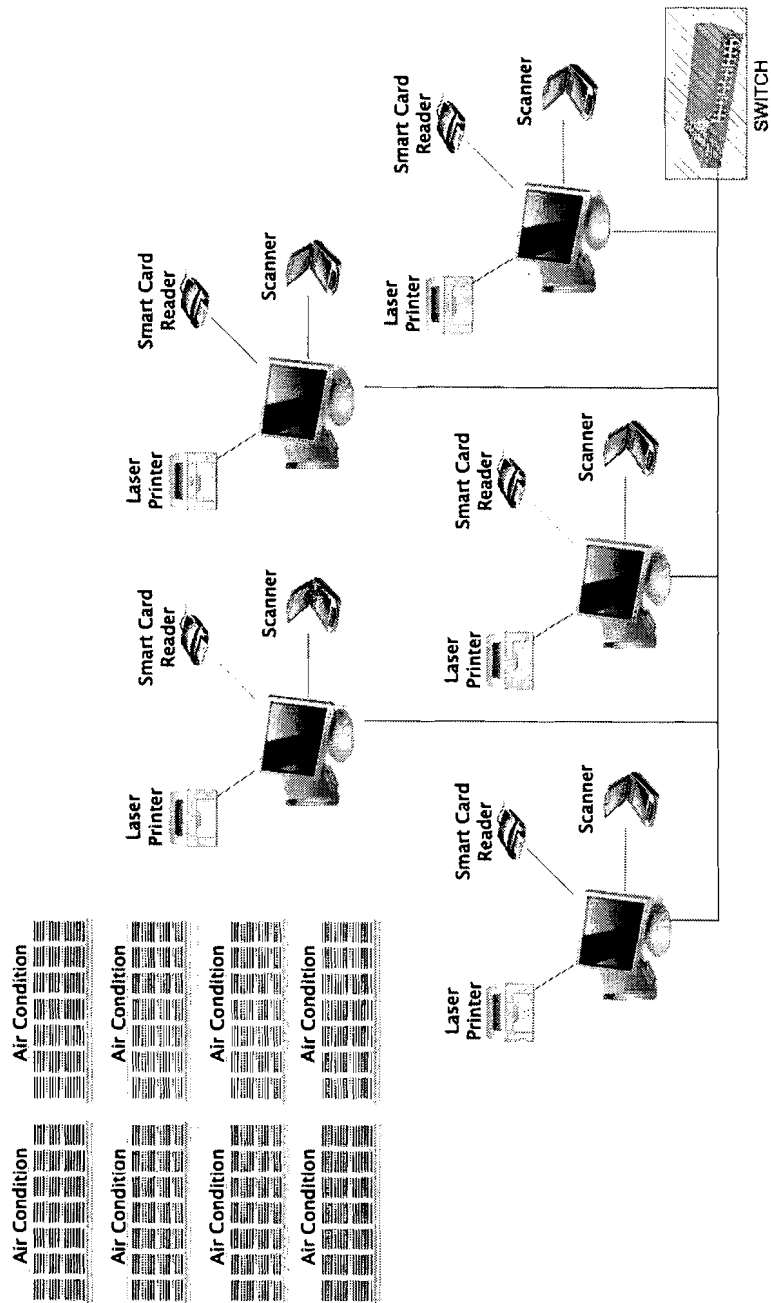 Air Condition
Air Condition
Air Condition
Air Condition
Air Condition
Air Condition
Air Condition
Air Condition
Laser
Printer
Smart Card
Reader
Scanner
Laser
Printer
Smart Card
Reader
Scanner
Laser
Printer
Smart Card
Reader
Scanner
Laser
Printer
Smart Card
Reader
Scanner
Laser
Printer
Smart Card
Reader
Scanner
SWITCH